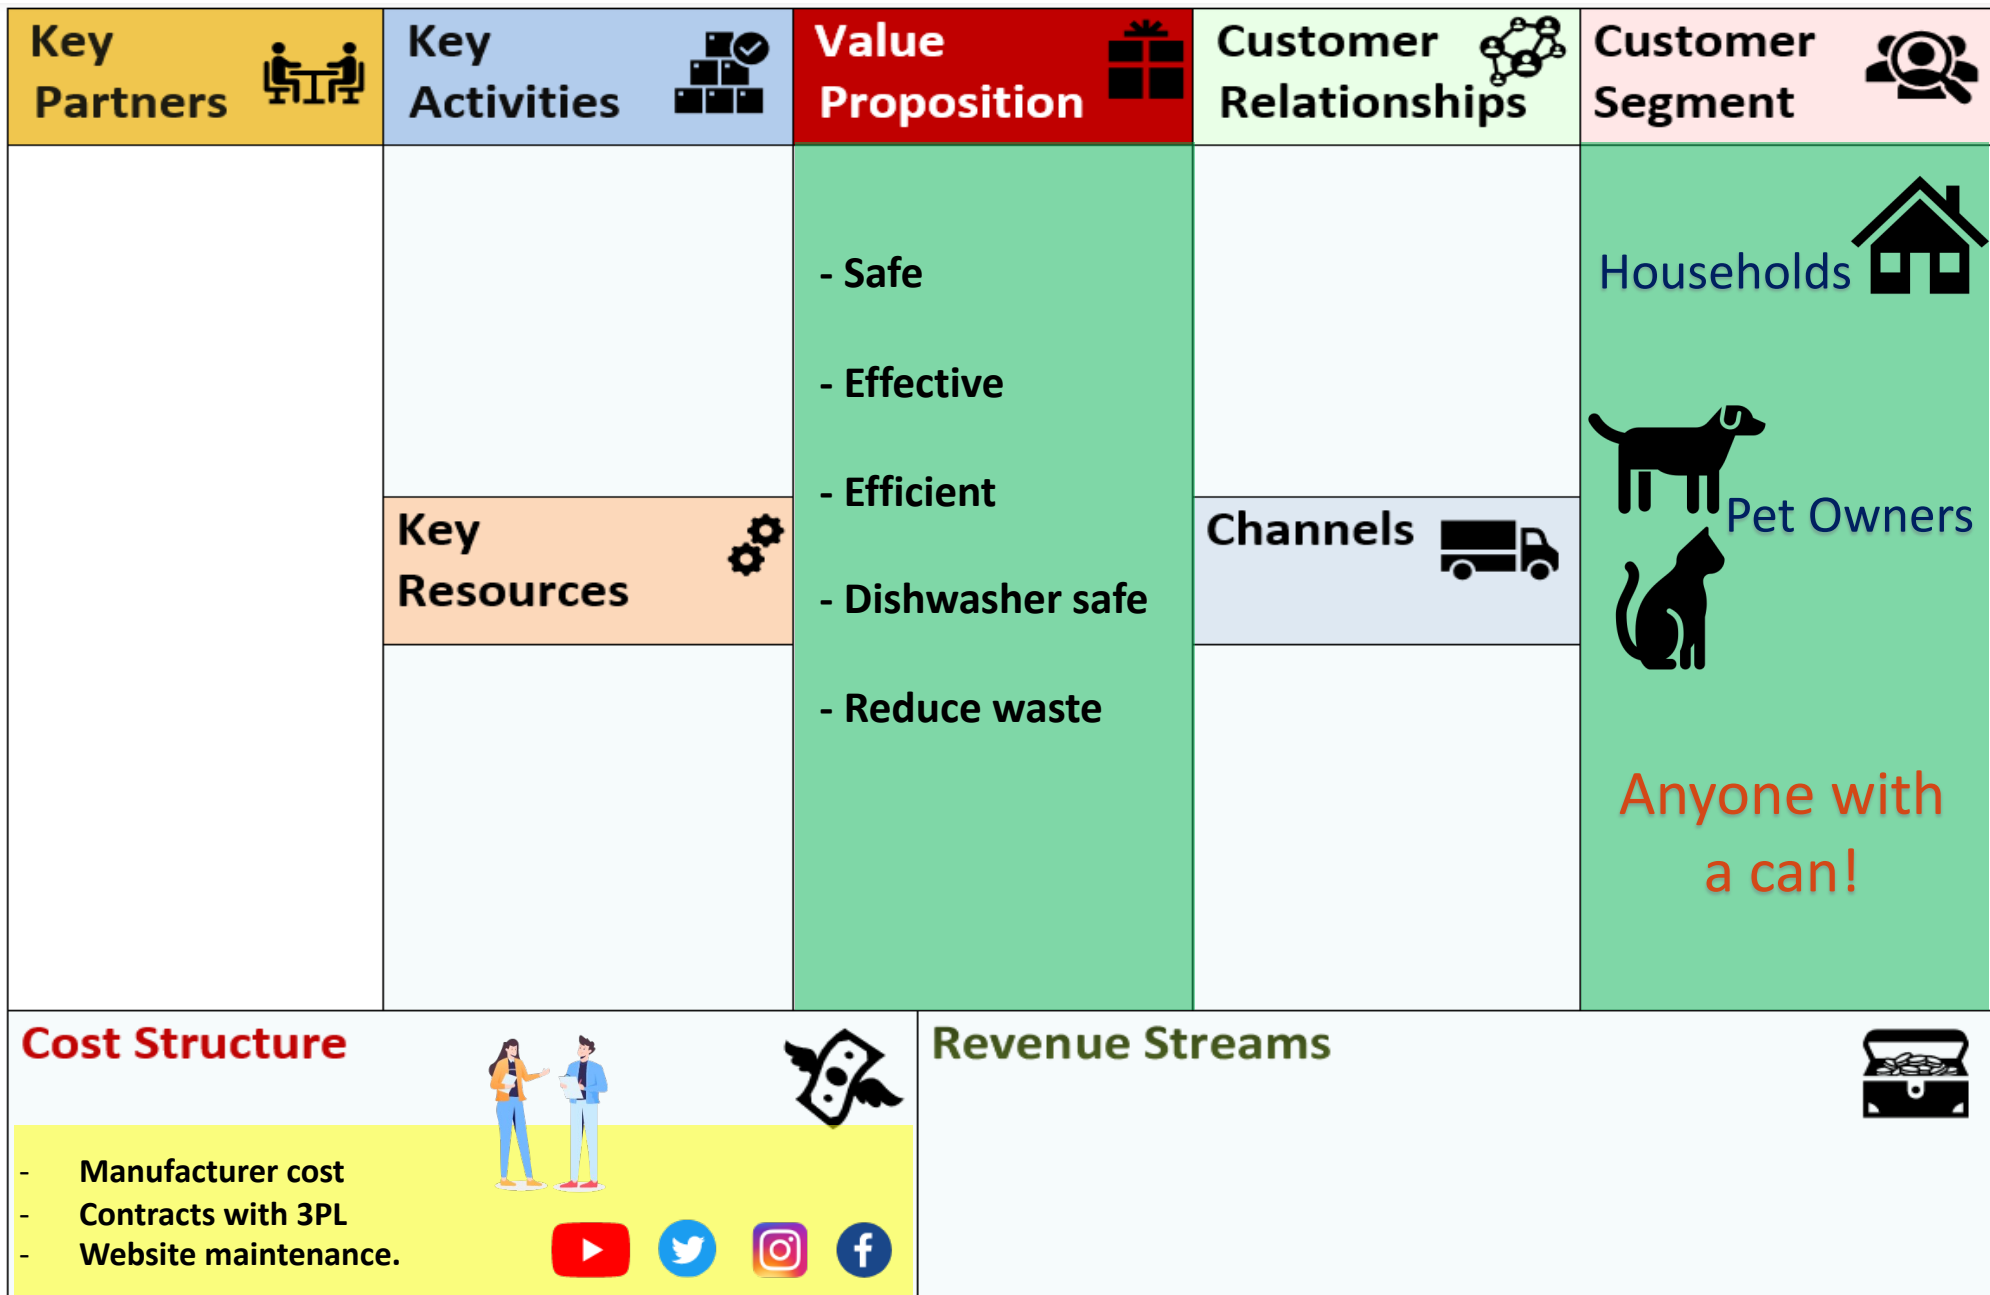 Key
Partners
Key
Activities
Value
Proposition
Customer
Relationships
Customer
Segment
- Safe
- Effective
- Efficient
- Dishwasher safe
- Reduce waste
Households
Pet Owners
Anyone with
a can!
Key
Resources
Channels
Cost Structure
- Manufacturer cost
- Contracts with 3PL
- Website maintenance.
Revenue Streams